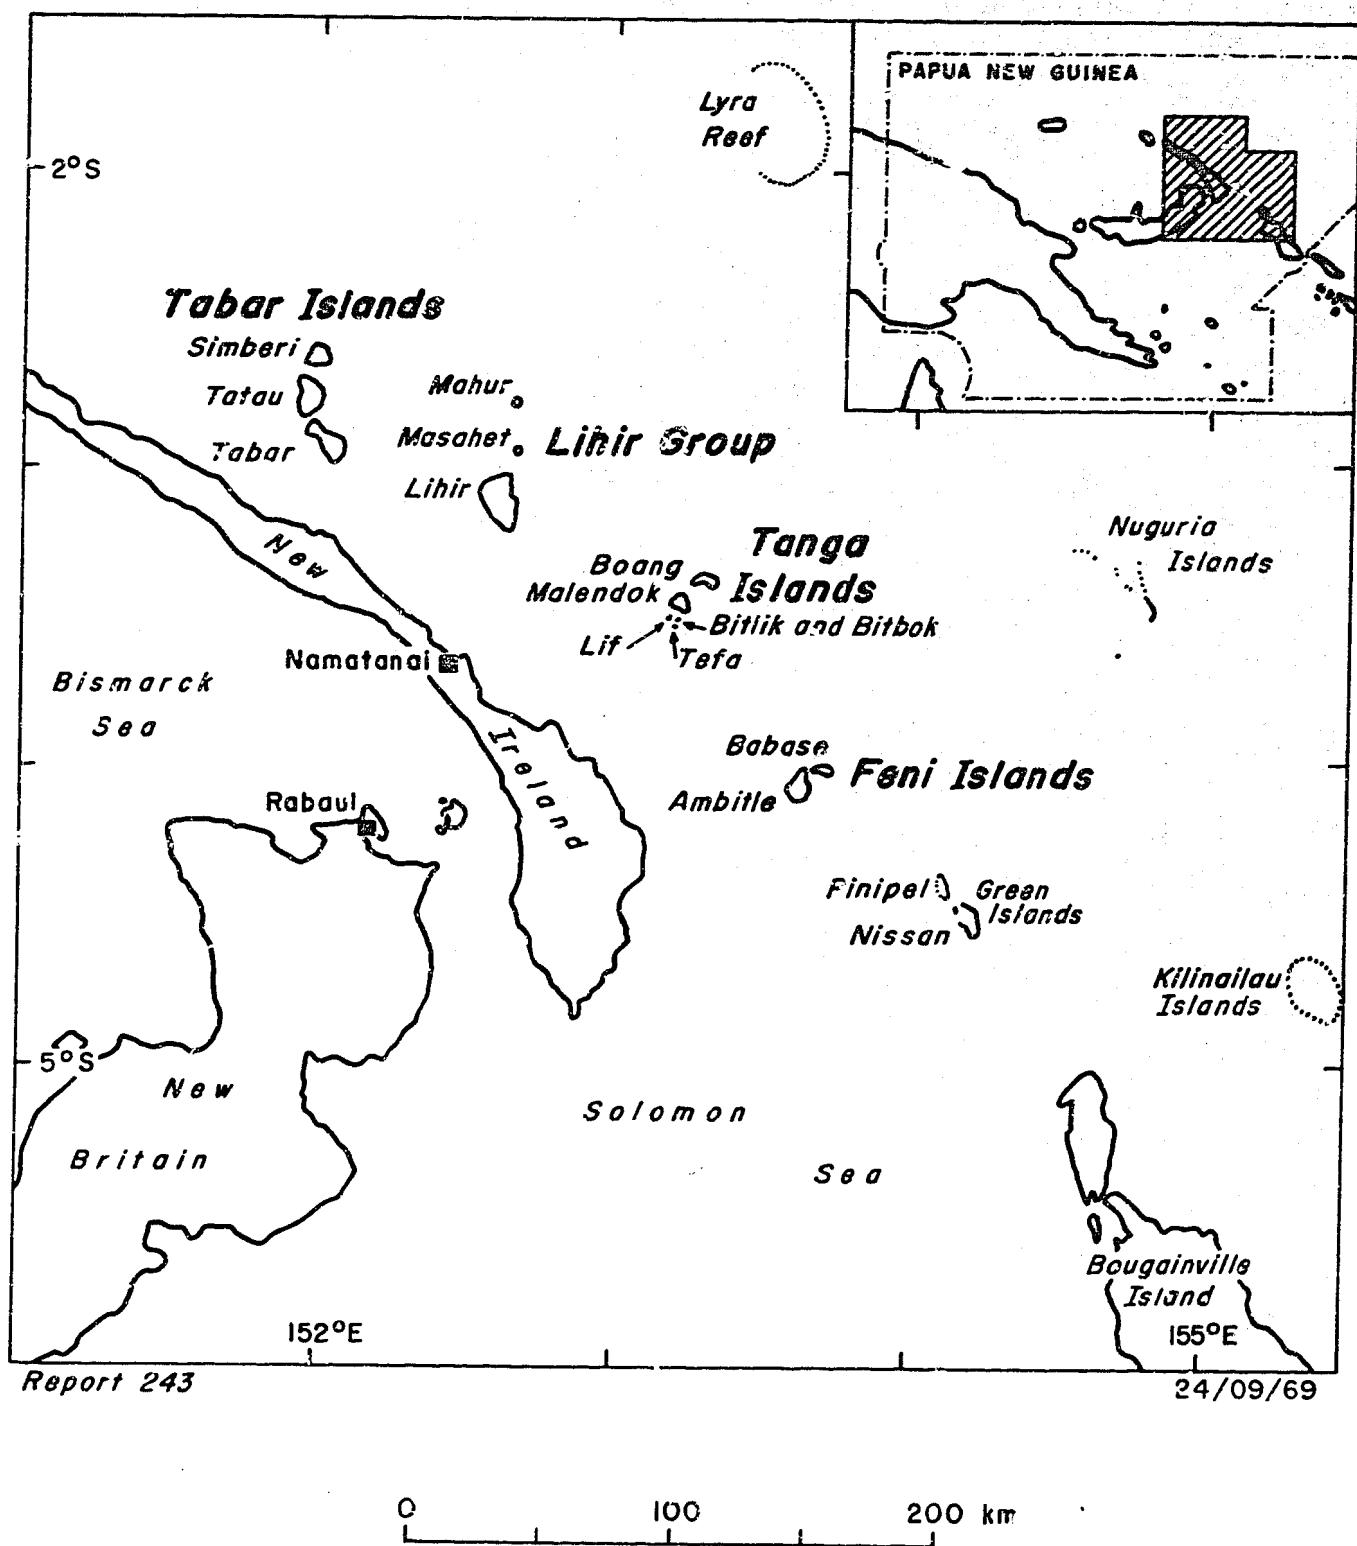 PAPUA NEW GUINEA
Lyra
Reef
2°S
Tabar Islands
Simberi
Tatau
Tabar
Mahur
Masahet
Lihir Group
Lihir
New
Ireland
Tanga
Islands
Boang
Malendok
Bitlik and Bitbok
Lif
Tefa
Nuguria
Islands
Namatanai
Bismarck
Sea
Babase
Feni Islands
Ambitle
Rabaul
Pinipel
Green
Islands
Nissan
Kilinailau
Islands
5°S
New
Britain
Solomon
Sea
Bougainville
Island
152°E
155°E
Report 243
24/09/69
0 100 200 km